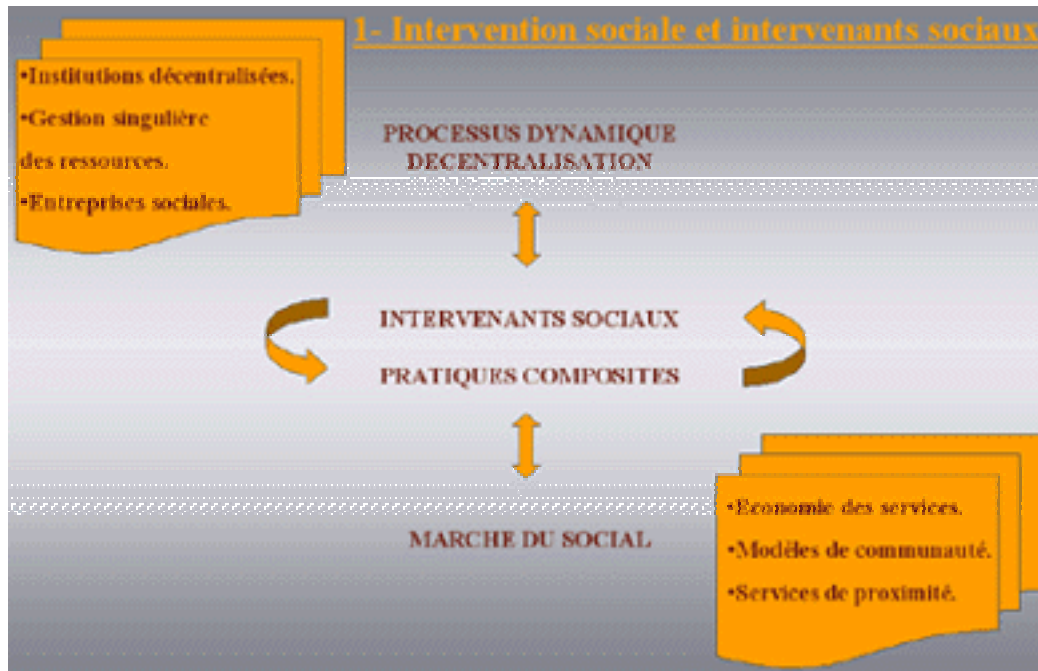 1- Intervention sociale et intervenants sociaux
•Institutions décentralisées.
•Gestion singulière
des ressources.
•Entreprises sociales.
PROCESSUS DYNAMIQUE
DECENTRALISATION
INTERVENANTS SOCIAUX
PRATIQUES COMPOSITES
MARCHE DU SOCIAL
•Economie des services.
•Modèles de communauté.
•Services de proximité.